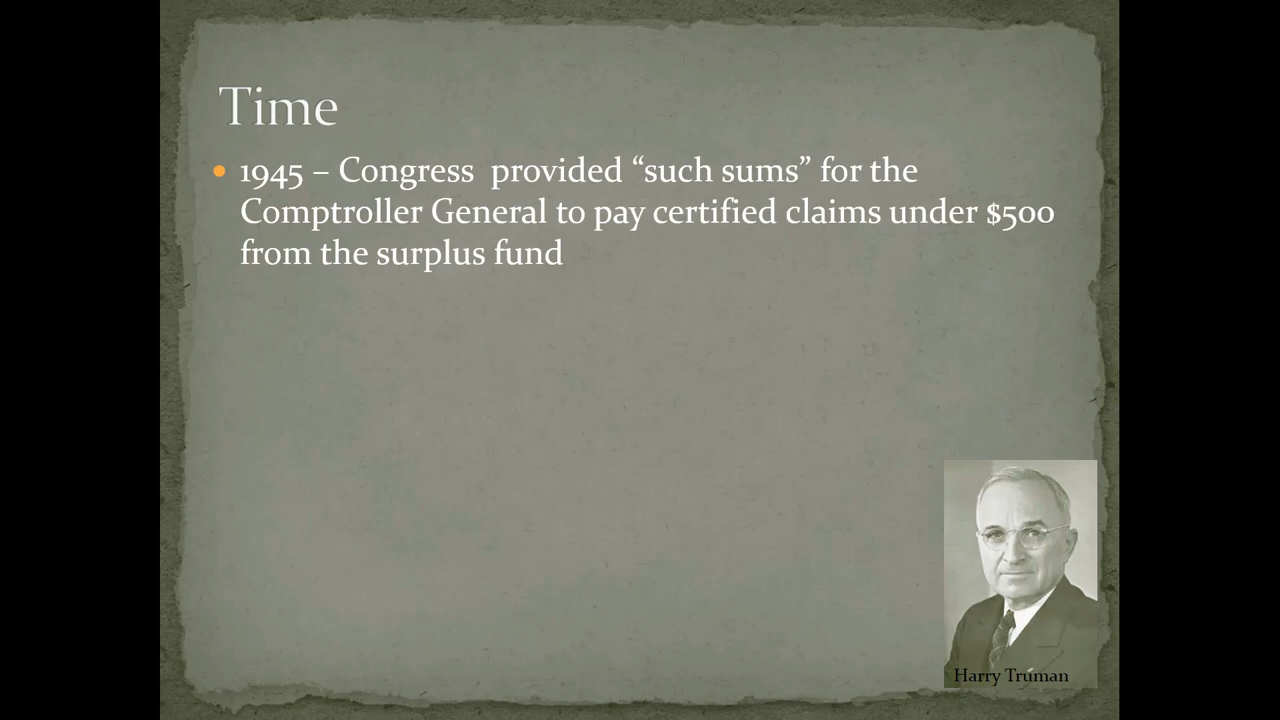 Time
• 1945 – Congress  provided “such sums” for the
Comptroller General to pay certified claims under $500
from the surplus fund
Harry Truman